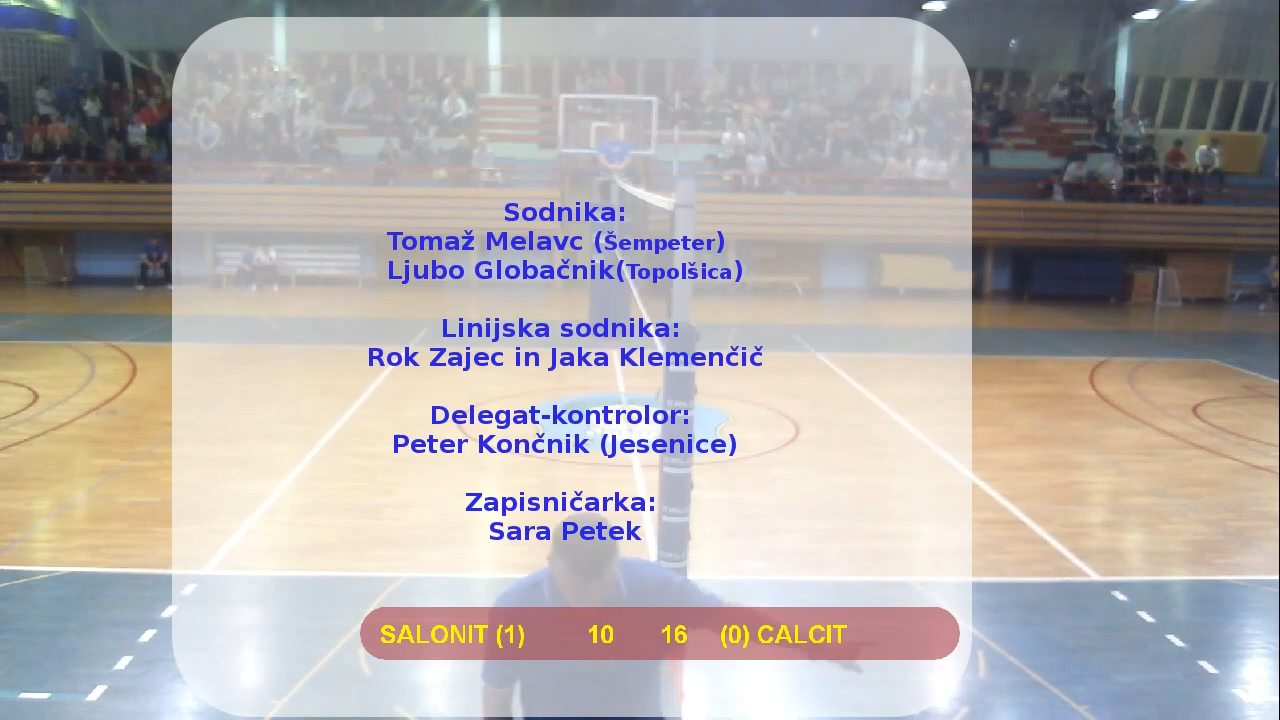 Sodnika:
Tomaž Melavc (Šempeter)
Ljubo Globačnik(Topolšica)
Linijska sodnika:
Rok Zajec in Jaka Klemenčič
Delegat-kontrolor:
Peter Končnik (Jesenice)
Zapisničarka:
Sara Petek
SALONIT (1) 10 16 (0) CALCIT